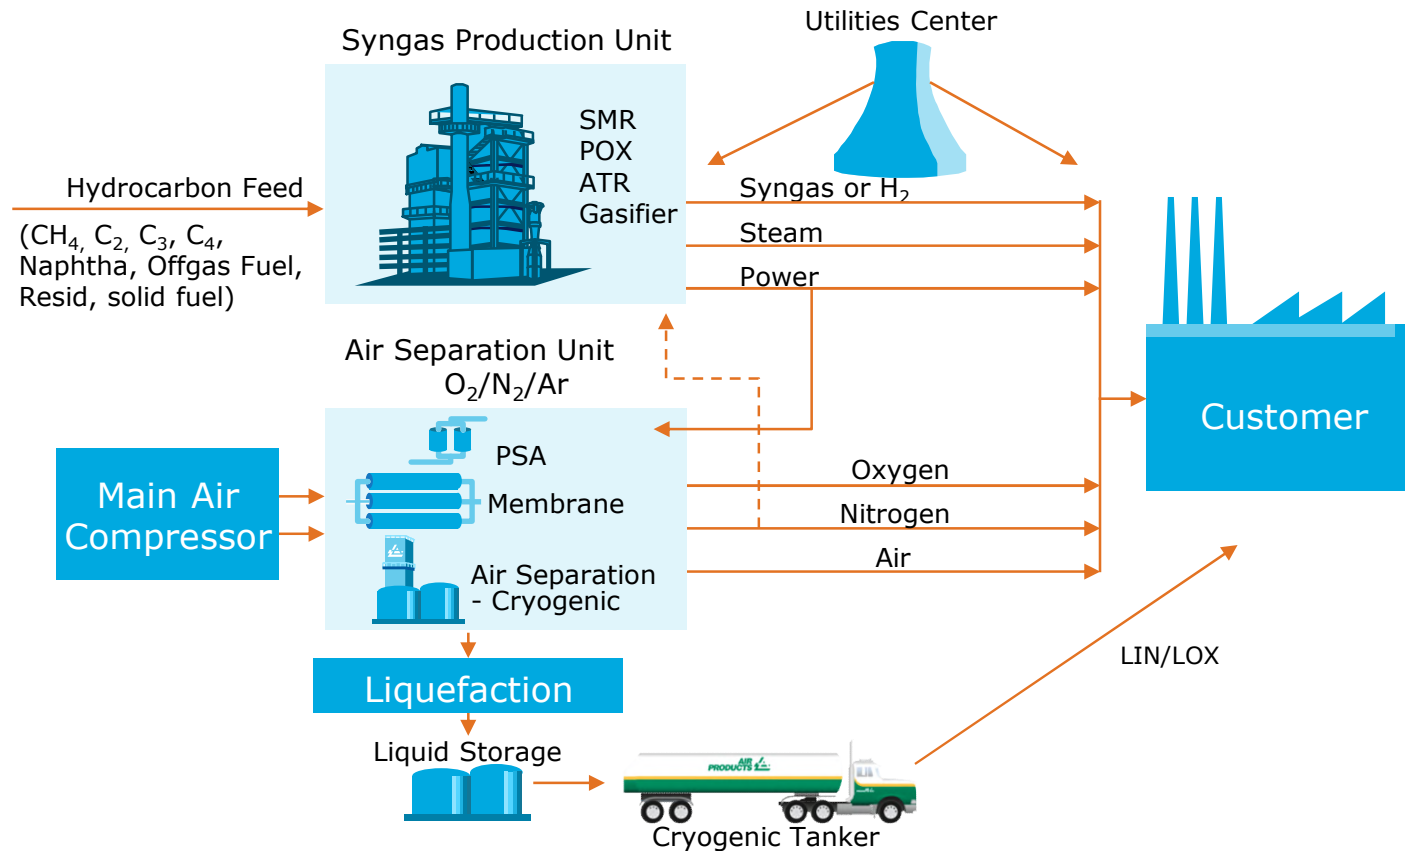 Utilities Center
Syngas Production Unit
SMR
POX
ATR
Gasifier
Hydrocarbon Feed
(CH₄, C₂, C₃, C₄,
Naphtha, Offgas Fuel,
Resid, solid fuel)
Syngas or H₂
Steam
Power
Air Separation Unit
O₂/N₂/Ar
PSA
Membrane
Air Separation
- Cryogenic
Main Air
Compressor
Oxygen
Nitrogen
Air
Customer
Liquefaction
LIN/LOX
Liquid Storage
AIR
PRODUCTS
Cryogenic Tanker